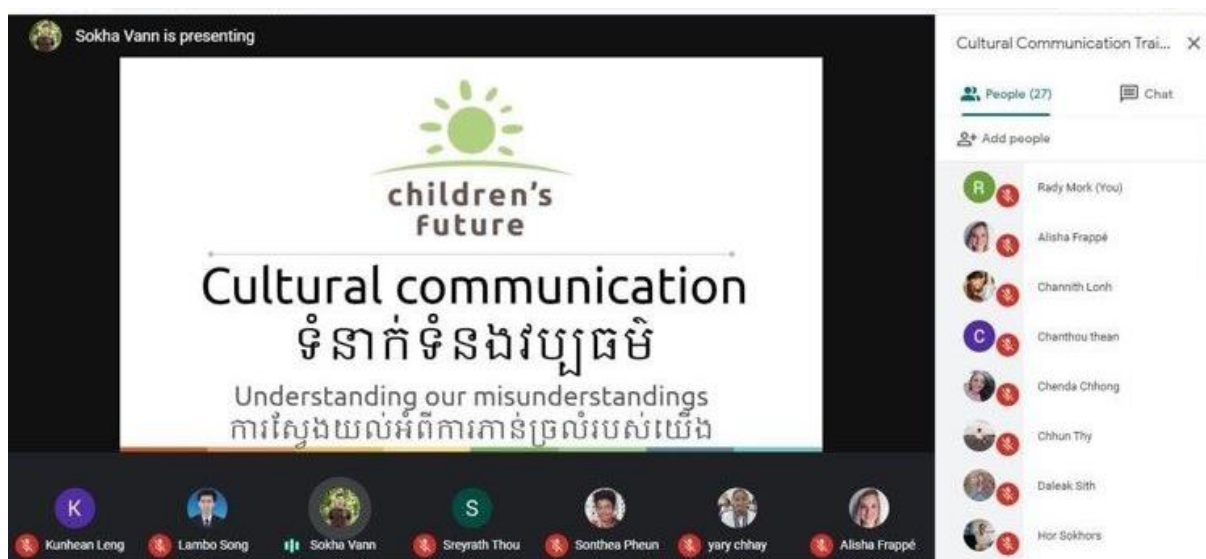 Sokha Vann is presenting
children's
future
Cultural communication
ទំនាក់ទំនងវប្បធម៌
Understanding our misunderstandings
ការស្វែងយល់អំពីការភាន់ច្រលំរបស់យើង
K
Kunhean Leng
Lambo Song
Sokha Vann
S
Sreyrath Thou
Sonthea Pheun
yary chhay
Alisha Frappé
Cultural Communication Trai...
People (27)
Chat
Add people
R
Rady Mork (You)
Alisha Frappé
Channith Lonh
C
Chanthou thean
Chenda Chhong
Chhun Thy
Daleak Sith
Hor Sokhors